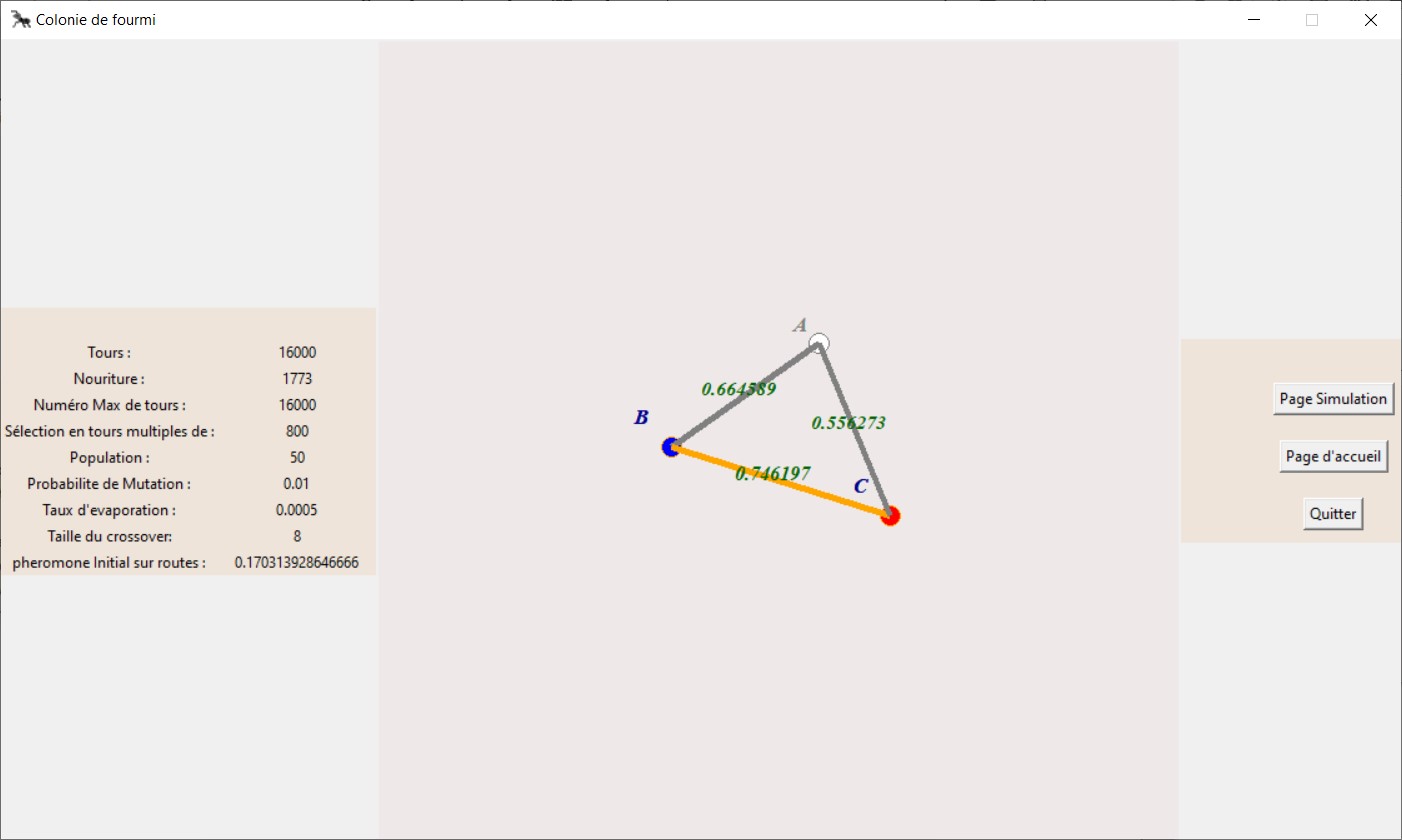 Colonie de fourmi
Tours : 16000
Nouriture : 1773
Numéro Max de tours : 16000
Sélection en tours multiples de : 800
Population : 50
Probabilite de Mutation : 0.01
Taux d'evaporation : 0.0005
Taille du crossover: 8
pheromone Initial sur routes : 0.170313928646666
A
0.664589
B
0.556273
0.746197
C
Page Simulation
Page d'accueil
Quitter